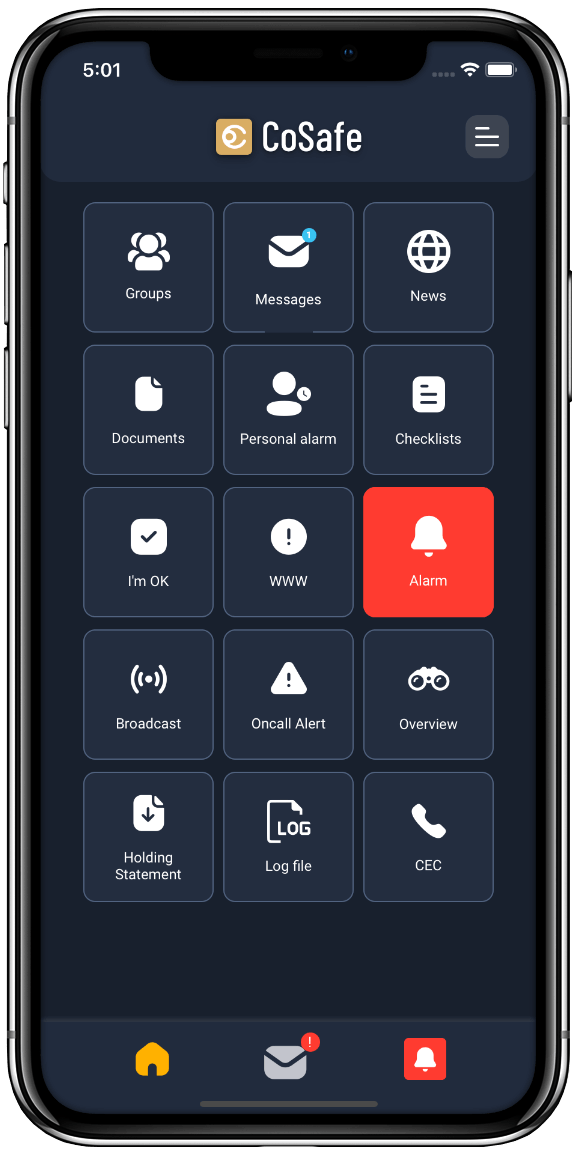 5:01
CoSafe
1
Groups
Messages
News
Documents
Personal alarm
Checklists
I'm OK
WWW
Alarm
Broadcast
Oncall Alert
Overview
LOG
Holding
Statement
Log file
CEC
!